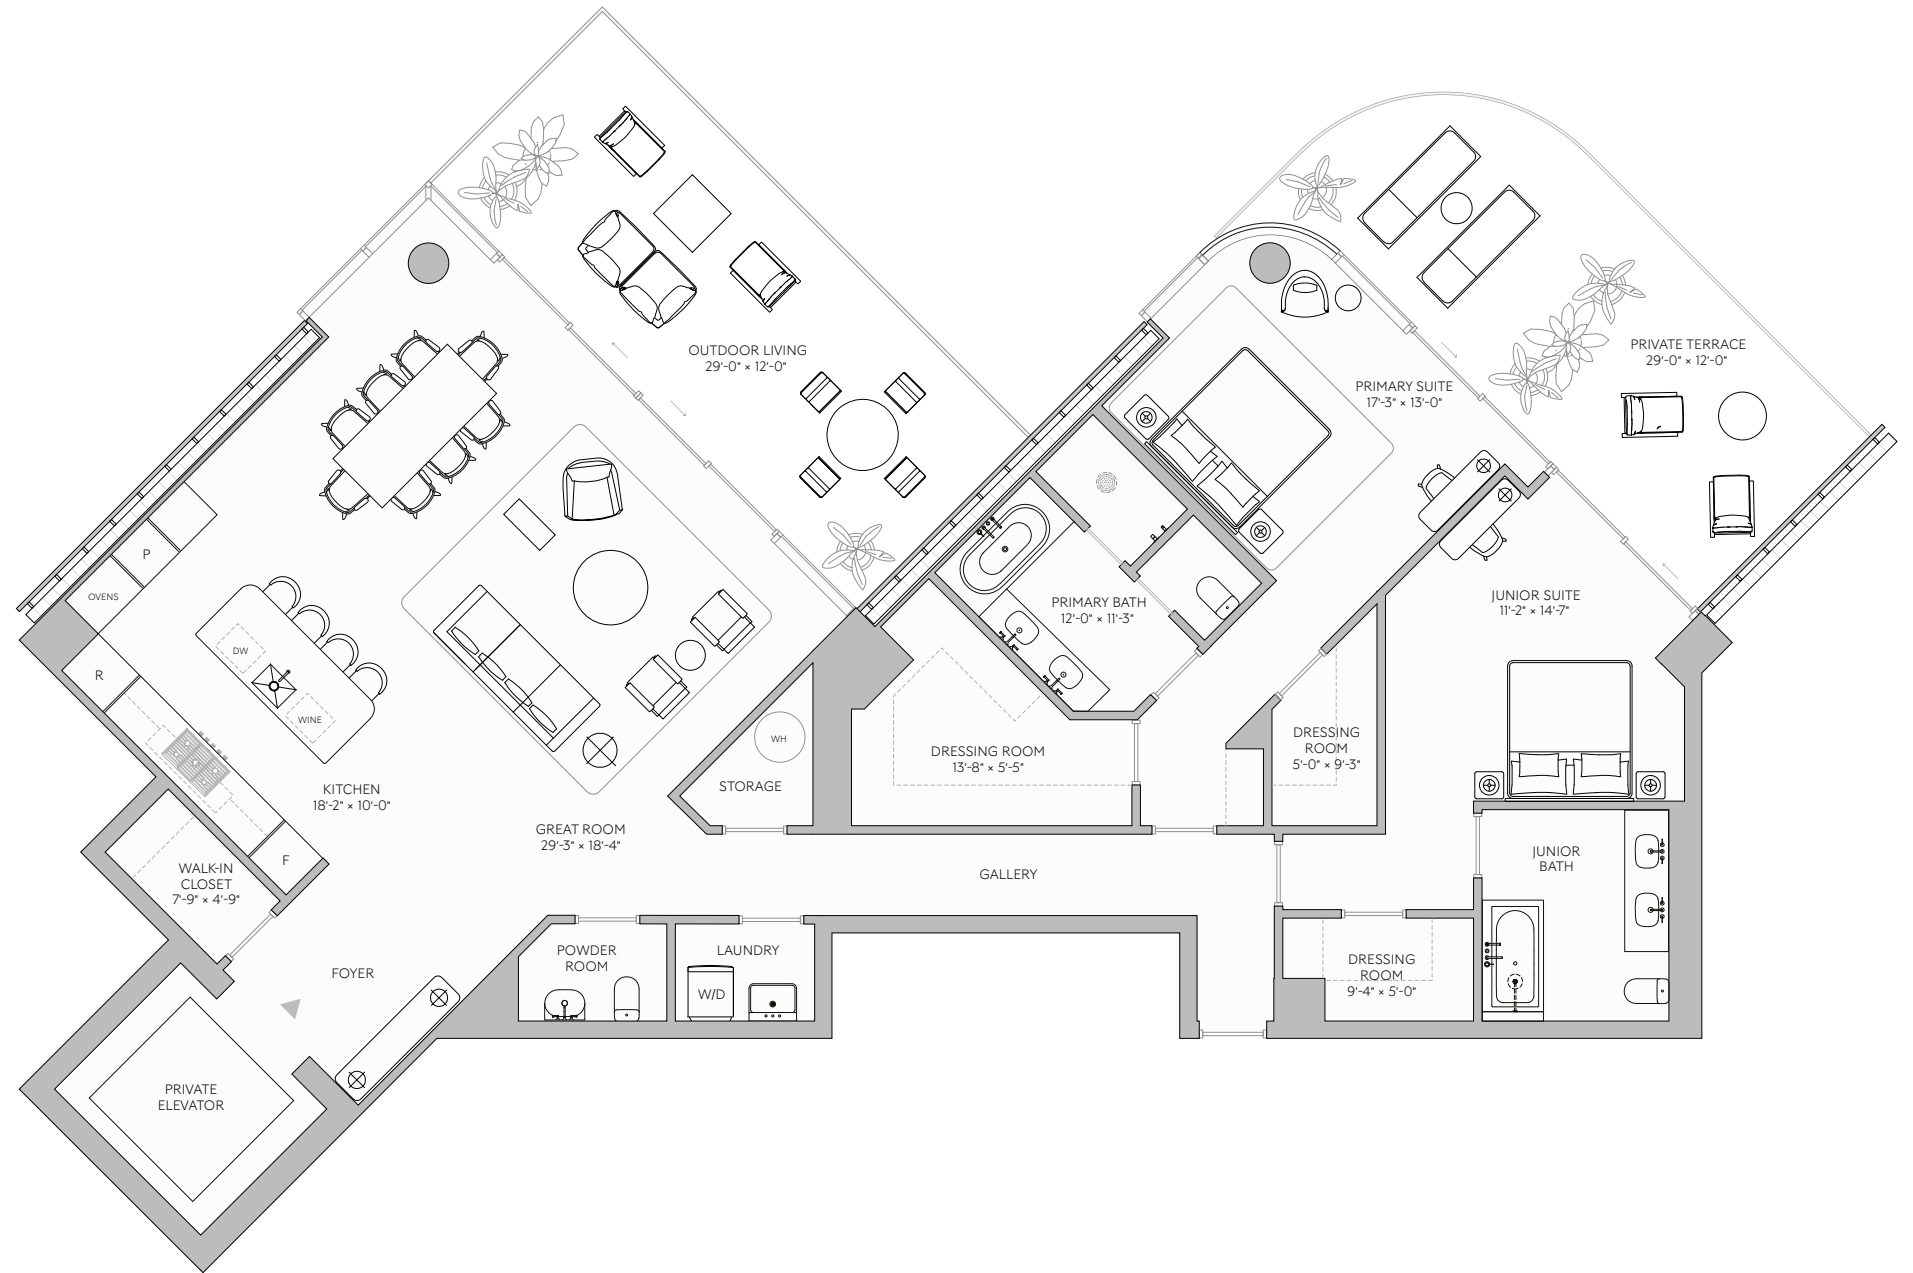 OUTDOOR LIVING
29'-0" × 12'-0"
PRIVATE TERRACE
29'-0" × 12'-0"
PRIMARY SUITE
17'-3" × 13'-0"
P
OVENS
R
DW
WINE
F
KITCHEN
18'-2" × 10'-0"
PRIMARY BATH
12'-0" × 11'-3"
JUNIOR SUITE
11'-2" × 14'-7"
WH
STORAGE
DRESSING ROOM
13'-8" × 5'-5"
DRESSING
ROOM
5'-0" × 9'-3"
GREAT ROOM
29'-3" × 18'-4"
WALK-IN
CLOSET
7'-9" × 4'-9"
GALLERY
JUNIOR
BATH
FOYER
POWDER
ROOM
LAUNDRY
W/D
DRESSING
ROOM
9'-4" × 5'-0"
PRIVATE
ELEVATOR